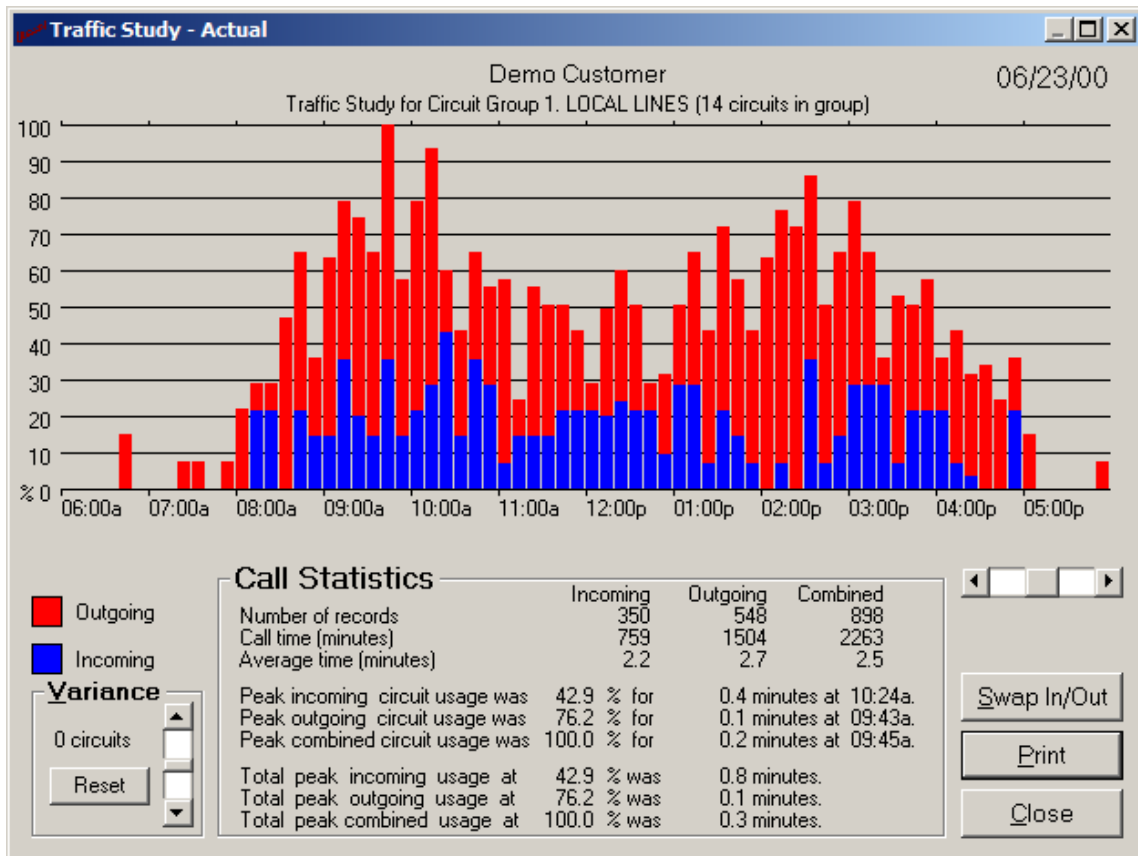 Traffic Study - Actual
Demo Customer
06/23/00
Traffic Study for Circuit Group 1. LOCAL LINES (14 circuits in group)
100
90
80
70
60
50
40
30
20
10
% 0
06:00a 07:00a 08:00a 09:00a 10:00a 11:00a 12:00p 01:00p 02:00p 03:00p 04:00p 05:00p
Outgoing
Incoming
Variance
0 circuits
Reset
Call Statistics
Incoming Outgoing Combined
Number of records 350 548 898
Call time (minutes) 759 1504 2263
Average time (minutes) 2.2 2.7 2.5
Peak incoming circuit usage was 42.9 % for 0.4 minutes at 10:24a.
Peak outgoing circuit usage was 76.2 % for 0.1 minutes at 09:43a.
Peak combined circuit usage was 100.0 % for 0.2 minutes at 09:45a.
Total peak incoming usage at 42.9 % was 0.8 minutes.
Total peak outgoing usage at 76.2 % was 0.1 minutes.
Total peak combined usage at 100.0 % was 0.3 minutes.
Swap In/Out
Print
Close